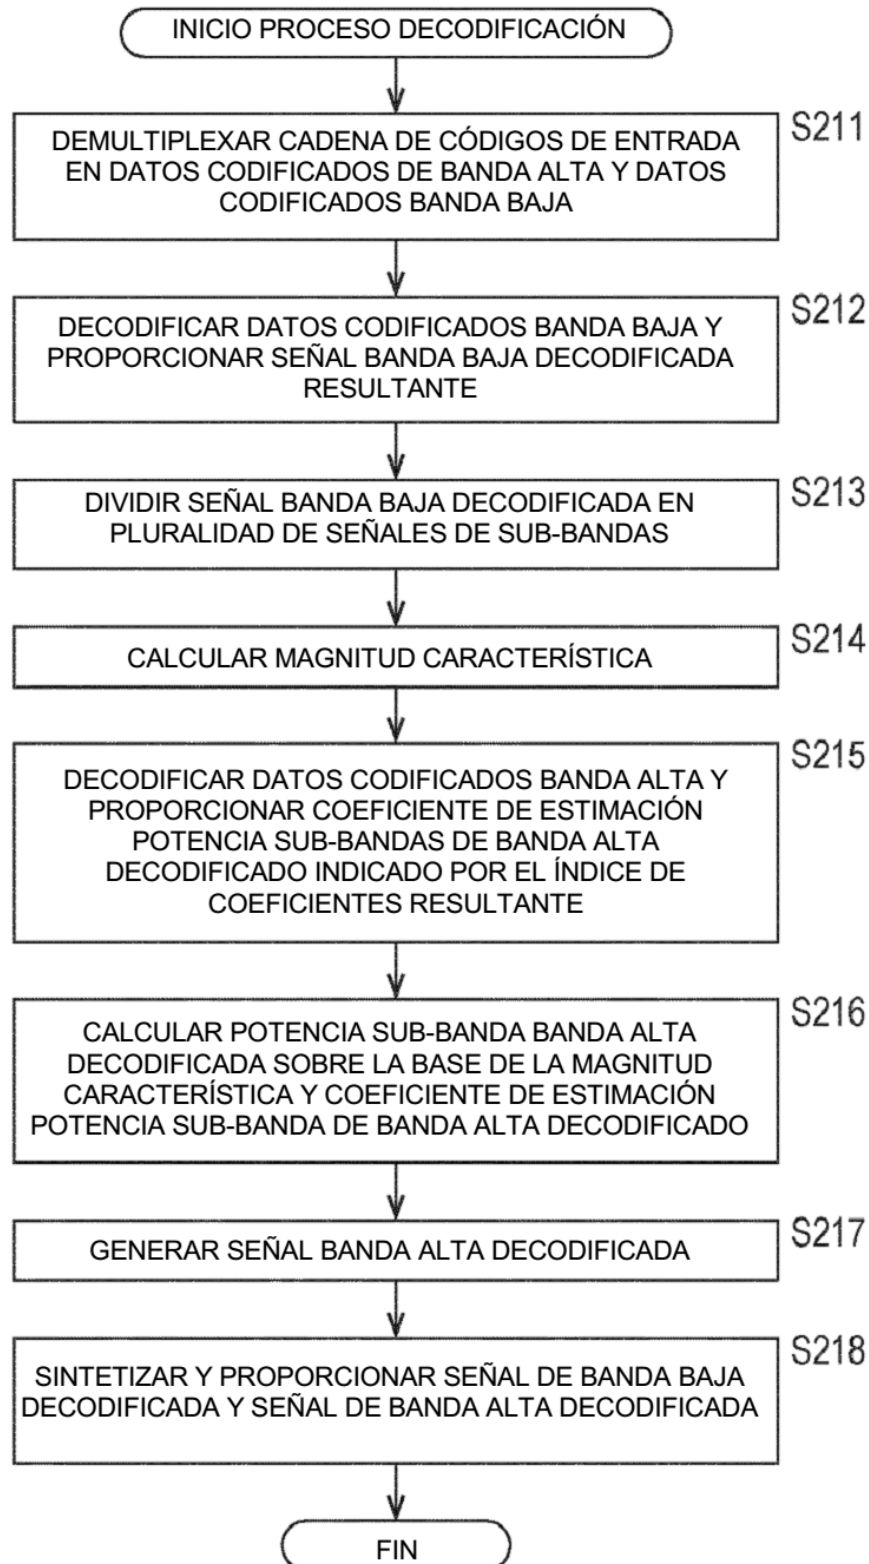 INICIO PROCESO DECODIFICACIÓN
S211
DEMULTIPLEXAR CADENA DE CÓDIGOS DE ENTRADA
EN DATOS CODIFICADOS DE BANDA ALTA Y DATOS
CODIFICADOS BANDA BAJA
S212
DECODIFICAR DATOS CODIFICADOS BANDA BAJA Y
PROPORCIONAR SEÑAL BANDA BAJA DECODIFICADA
RESULTANTE
S213
DIVIDIR SEÑAL BANDA BAJA DECODIFICADA EN
PLURALIDAD DE SEÑALES DE SUB-BANDAS
S214
CALCULAR MAGNITUD CARACTERÍSTICA
S215
DECODIFICAR DATOS CODIFICADOS BANDA ALTA Y
PROPORCIONAR COEFICIENTE DE ESTIMACIÓN
POTENCIA SUB-BANDAS DE BANDA ALTA
DECODIFICADO INDICADO POR EL ÍNDICE DE
COEFICIENTES RESULTANTE
S216
CALCULAR POTENCIA SUB-BANDA BANDA ALTA
DECODIFICADA SOBRE LA BASE DE LA MAGNITUD
CARACTERÍSTICA Y COEFICIENTE DE ESTIMACIÓN
POTENCIA SUB-BANDA DE BANDA ALTA DECODIFICADO
S217
GENERAR SEÑAL BANDA ALTA DECODIFICADA
S218
SINTETIZAR Y PROPORCIONAR SEÑAL DE BANDA BAJA
DECODIFICADA Y SEÑAL DE BANDA ALTA DECODIFICADA
FIN